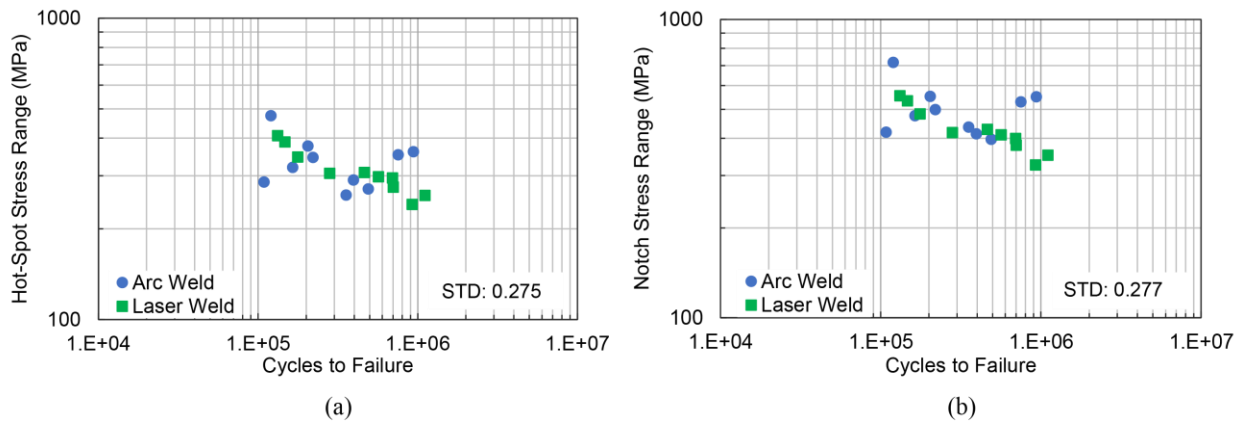 1000
Hot-Spot Stress Range (MPa)
Arc Weld
Laser Weld
STD: 0.275
100
1.E+04
1.E+05
1.E+06
1.E+07
Cycles to Failure
(a)
1000
Notch Stress Range (MPa)
Arc Weld
Laser Weld
STD: 0.277
100
1.E+04
1.E+05
1.E+06
1.E+07
Cycles to Failure
(b)